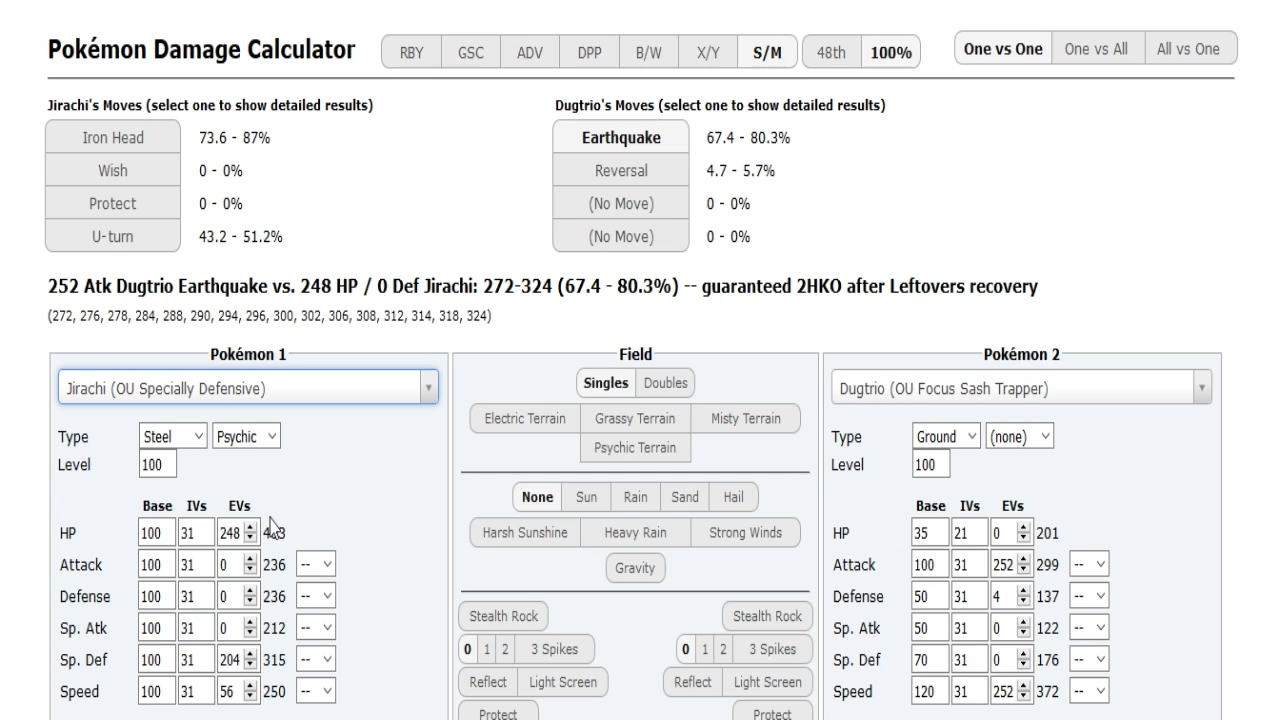 Pokémon Damage Calculator RBY GSC ADV DPP B/W X/Y S/M 48th 100% One vs One One vs All All vs One
Jirachi's Moves (select one to show detailed results) Dugtrio's Moves (select one to show detailed results)
Iron Head 73.6 - 87% Earthquake 67.4 - 80.3%
Wish 0 - 0% Reversal 4.7 - 5.7%
Protect 0 - 0% (No Move) 0 - 0%
U-turn 43.2 - 51.2% (No Move) 0 - 0%
252 Atk Dugtrio Earthquake vs. 248 HP / 0 Def Jirachi: 272-324 (67.4 - 80.3%) -- guaranteed 2HKO after Leftovers recovery
(272, 276, 278, 284, 288, 290, 294, 296, 300, 302, 306, 308, 312, 314, 318, 324)
Pokémon 1 Field Pokémon 2
Jirachi (OU Specially Defensive) Singles Doubles Dugtrio (OU Focus Sash Trapper)
Electric Terrain Grassy Terrain Misty Terrain
Type Steel Psychic Psychic Terrain Type Ground (none)
Level 100 Level 100
None Sun Rain Sand Hail
Base IVs EVs Base IVs EVs
HP 100 31 248 Harsh Sunshine Heavy Rain Strong Winds HP 35 21 0 201
Attack 100 31 0 236 -- Gravity Attack 100 31 252 299 --
Defense 100 31 0 236 -- Defense 50 31 4 137 --
Stealth Rock Stealth Rock
Sp. Atk 100 31 0 212 -- Sp. Atk 50 31 0 122 --
0 1 2 3 Spikes 0 1 2 3 Spikes
Sp. Def 100 31 204 315 -- Sp. Def 70 31 0 176 --
Speed 100 31 56 250 -- Reflect Light Screen Reflect Light Screen Speed 120 31 252 372 --
Protect Protect